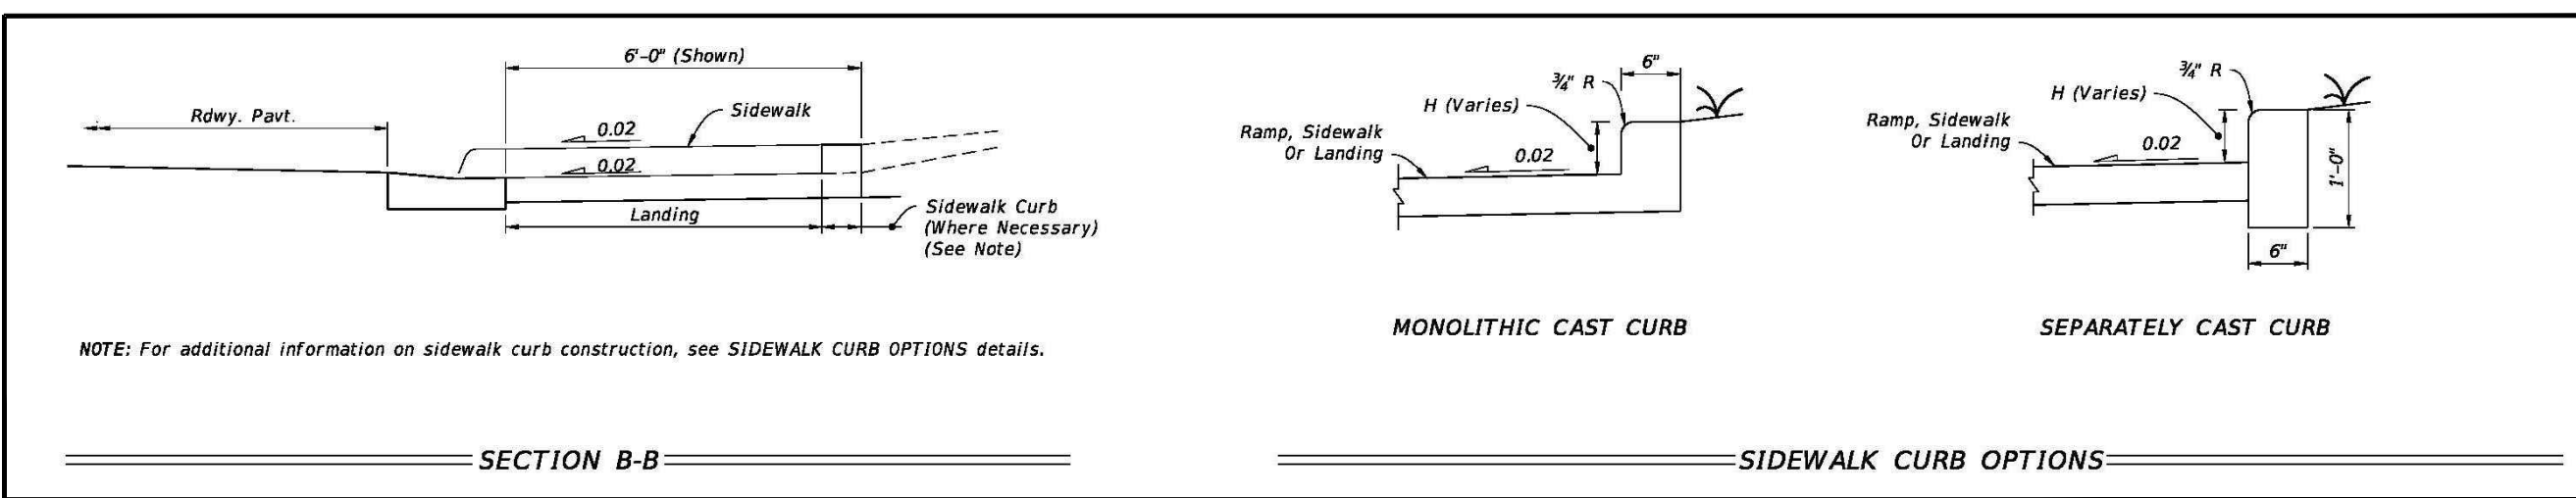 6'-0" (Shown)
Rdwy. Pavt.
0.02
Sidewalk
0.02
Landing
Sidewalk Curb
(Where Necessary)
(See Note)
NOTE: For additional information on sidewalk curb construction, see SIDEWALK CURB OPTIONS details.
SECTION B-B
6"
¾" R
H (Varies)
Ramp, Sidewalk
Or Landing
0.02
MONOLITHIC CAST CURB
¾" R
H (Varies)
Ramp, Sidewalk
Or Landing
0.02
1'-0"
6"
SEPARATELY CAST CURB
SIDEWALK CURB OPTIONS